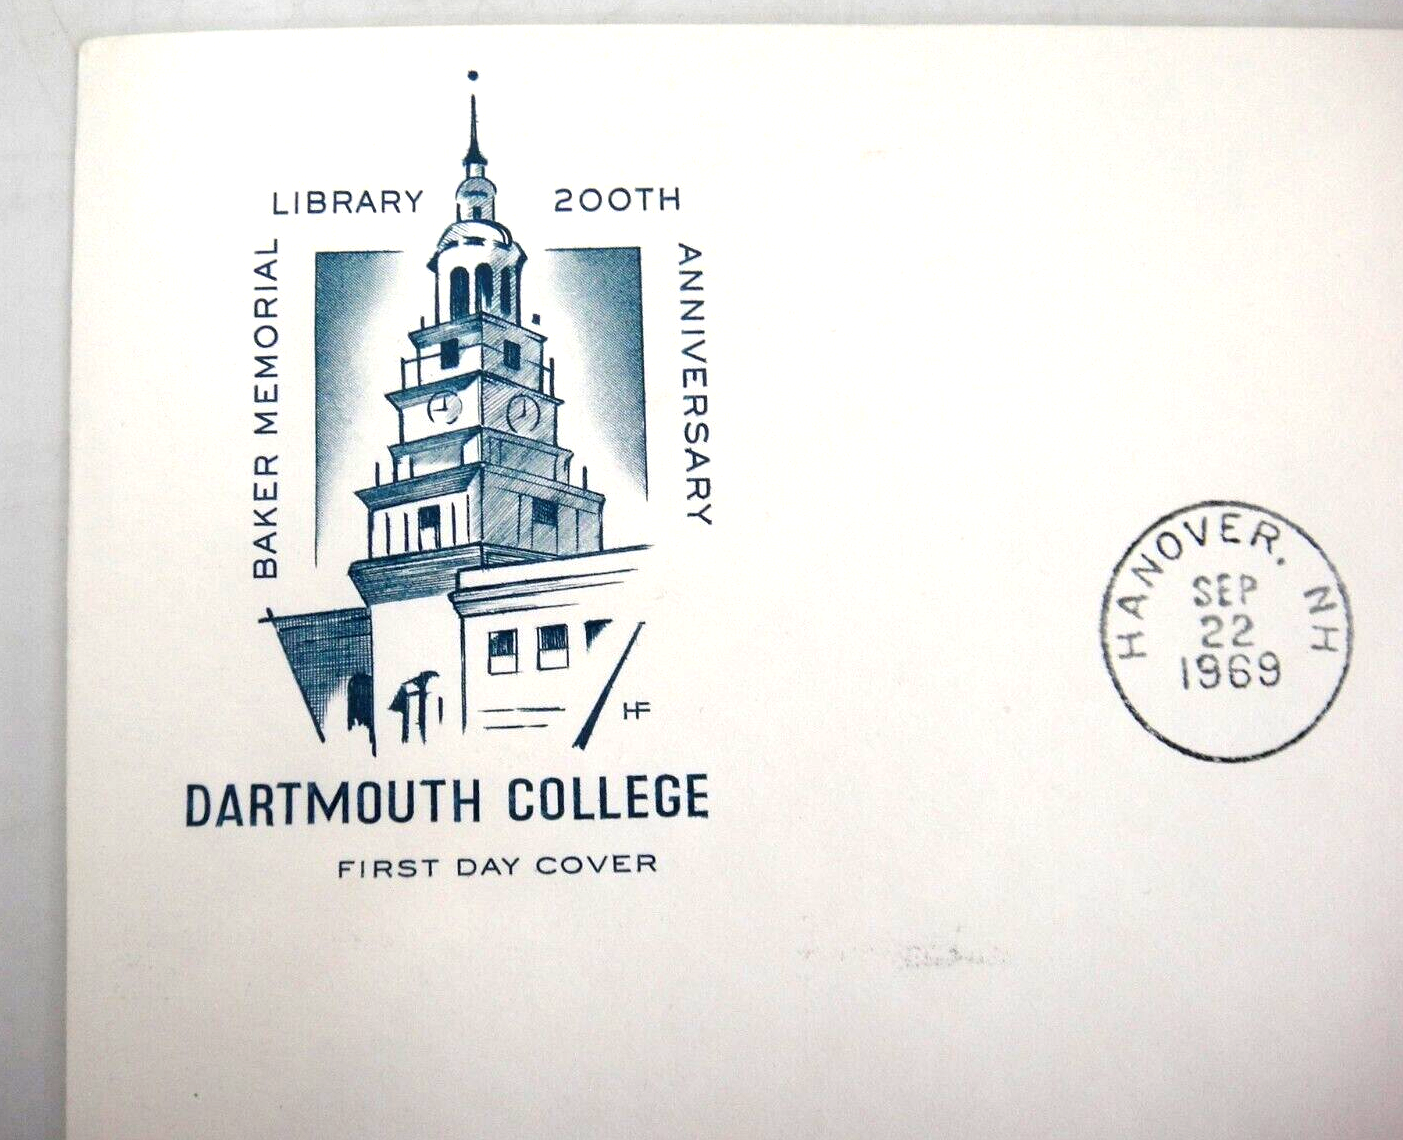 BAKER MEMORIAL
LIBRARY
200TH
ANNIVERSARY
HF
DARTMOUTH COLLEGE
FIRST DAY COVER
HANOVER. NH
SEP
22
1969